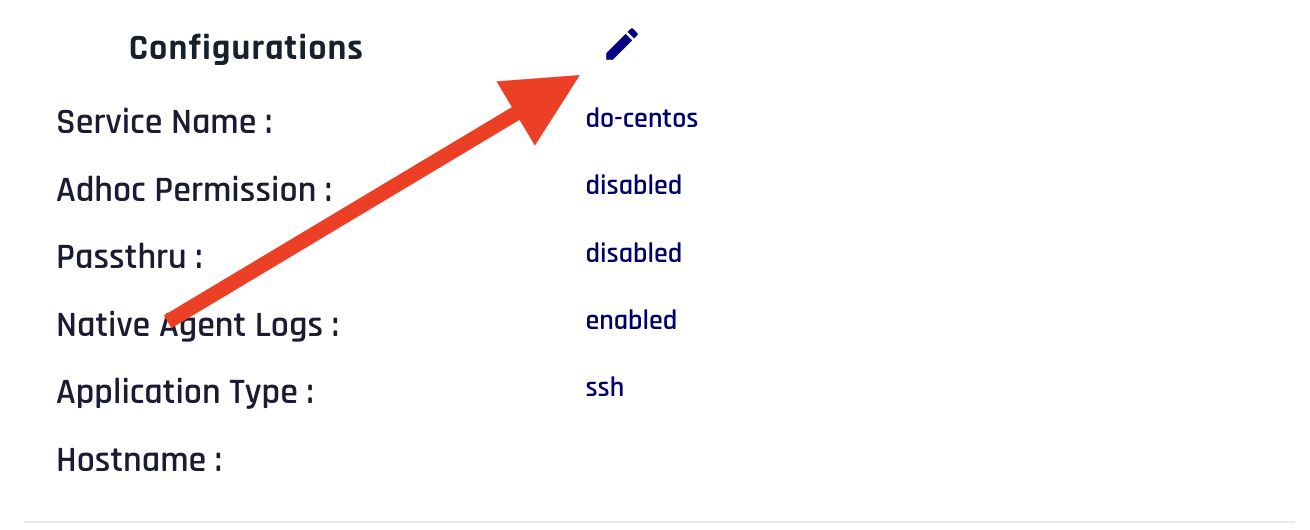 Configurations
Service Name : do-centos
Adhoc Permission : disabled
Passthru : disabled
Native Agent Logs : enabled
Application Type : ssh
Hostname :